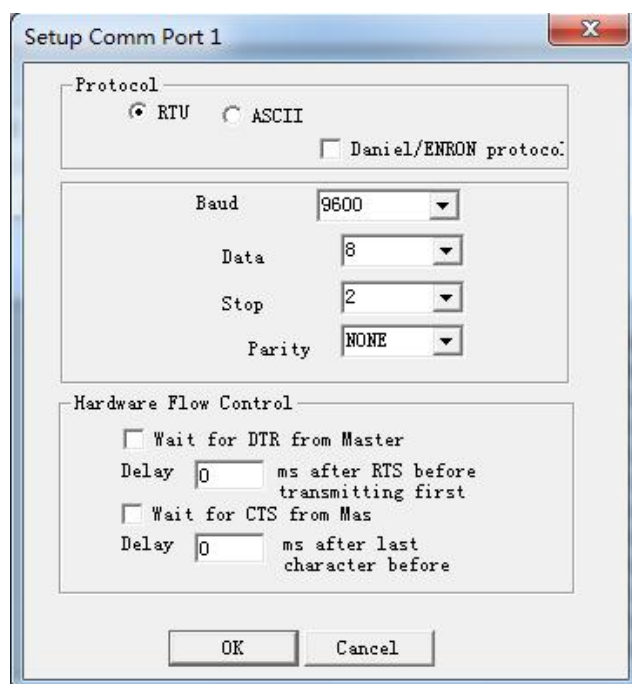 Setup Comm Port 1
Protocol
RTU ASCII
Daniel/ENRON protocol
Baud 9600
Data 8
Stop 2
Parity NONE
Hardware Flow Control
Wait for DTR from Master
Delay 0 ms after RTS before
transmitting first
Wait for CTS from Mas
Delay 0 ms after last
character before
OK Cancel